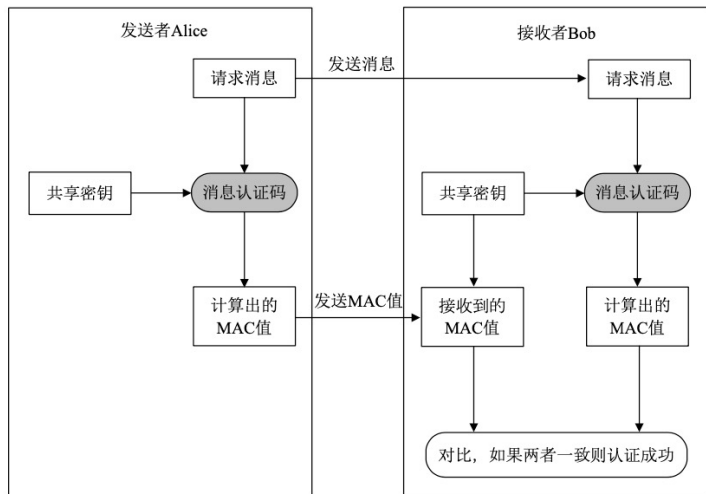 发送者Alice
接收者Bob
请求消息
发送消息
请求消息
共享密钥
消息认证码
共享密钥
消息认证码
计算出的
MAC值
发送MAC值
接收到的
MAC值
计算出的
MAC值
对比，如果两者一致则认证成功